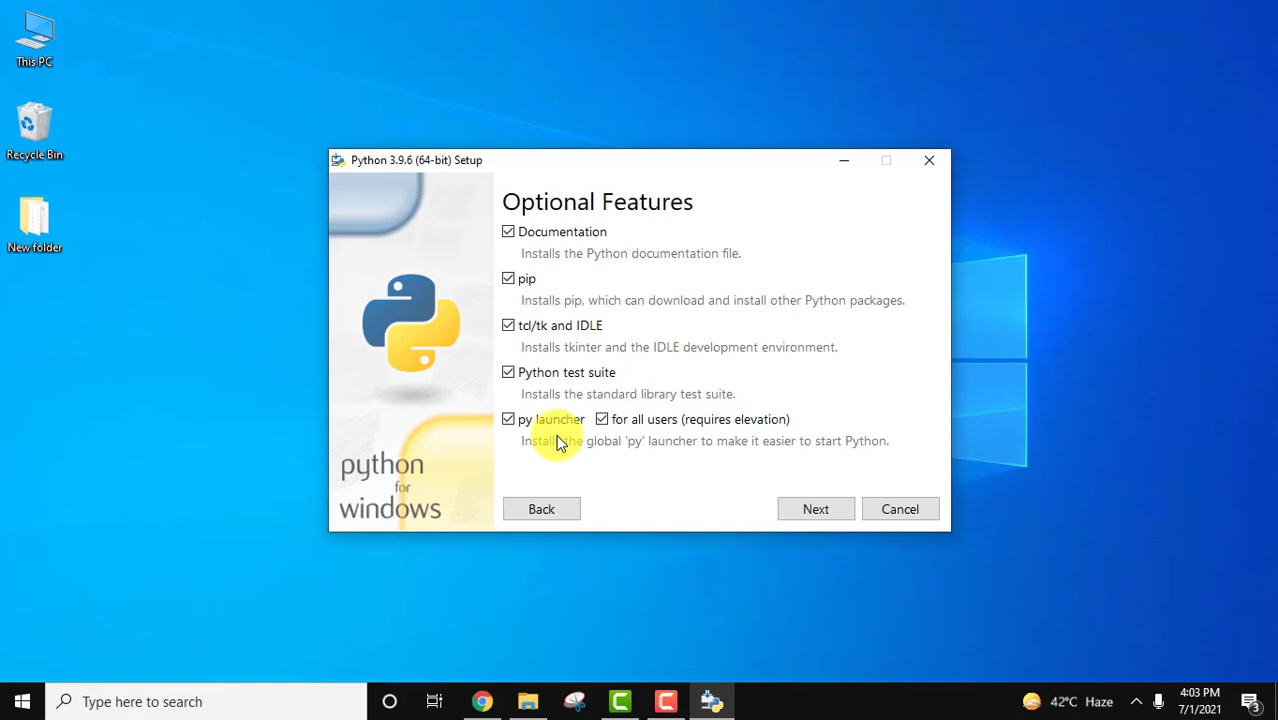 This PC
Recycle Bin
New folder
Python 3.9.6 (64-bit) Setup
Optional Features
Documentation
Installs the Python documentation file.
pip
Installs pip, which can download and install other Python packages.
tcl/tk and IDLE
Installs tkinter and the IDLE development environment.
Python test suite
Installs the standard library test suite.
py launcher for all users (requires elevation)
Installs the global 'py' launcher to make it easier to start Python.
python
for
windows
Back Next Cancel
Type here to search
42°C Haze
4:03 PM
7/1/2021
3